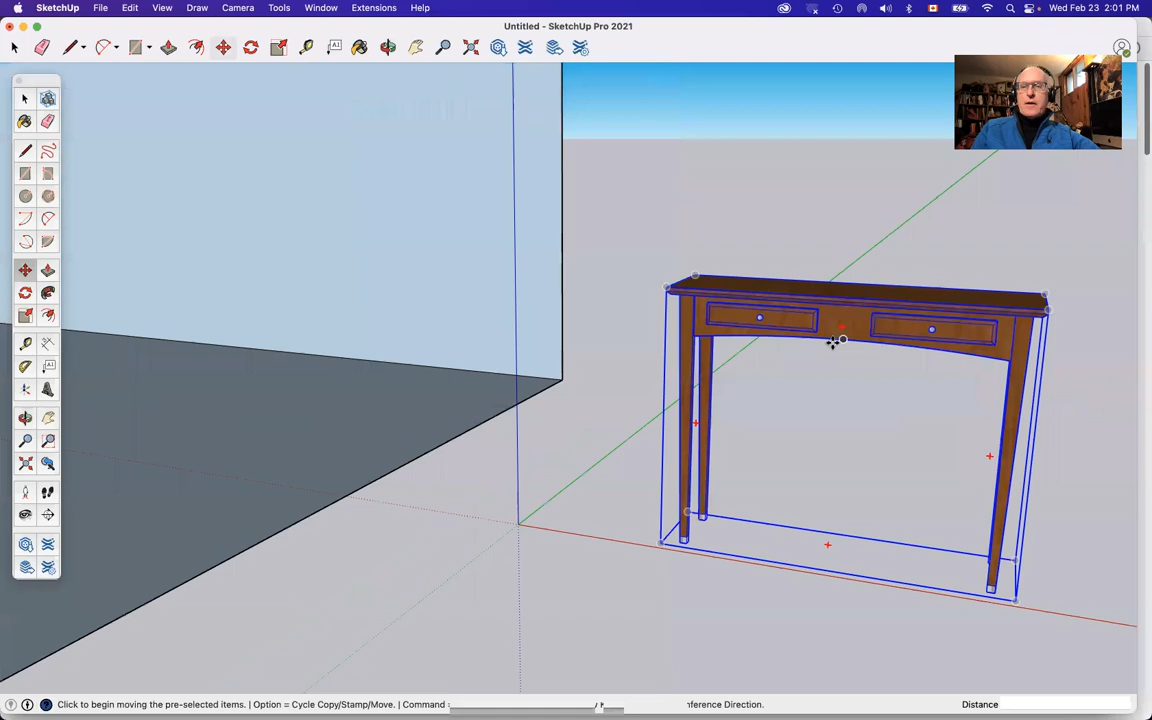 SketchUp File Edit View Draw Camera Tools Window Extensions Help Wed Feb 23 2:01 PM
Untitled - SketchUp Pro 2021
Click to begin moving the pre-selected items. | Option = Cycle Copy/Stamp/Move. | Command nference Direction. Distance